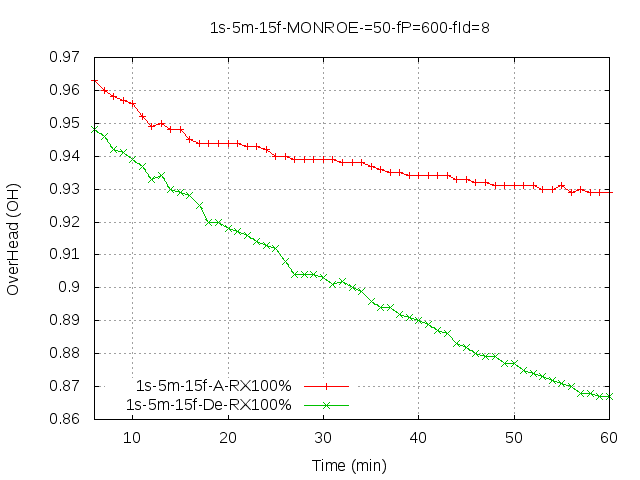 1s-5m-15f-MONROE-=50-fP=600-fId=8
0.97
0.96
0.95
0.94
0.93
0.92
0.91
0.9
0.89
0.88
0.87
0.86
OverHead (OH)
1s-5m-15f-A-RX100%
1s-5m-15f-De-RX100%
10 20 30 40 50 60
Time (min)